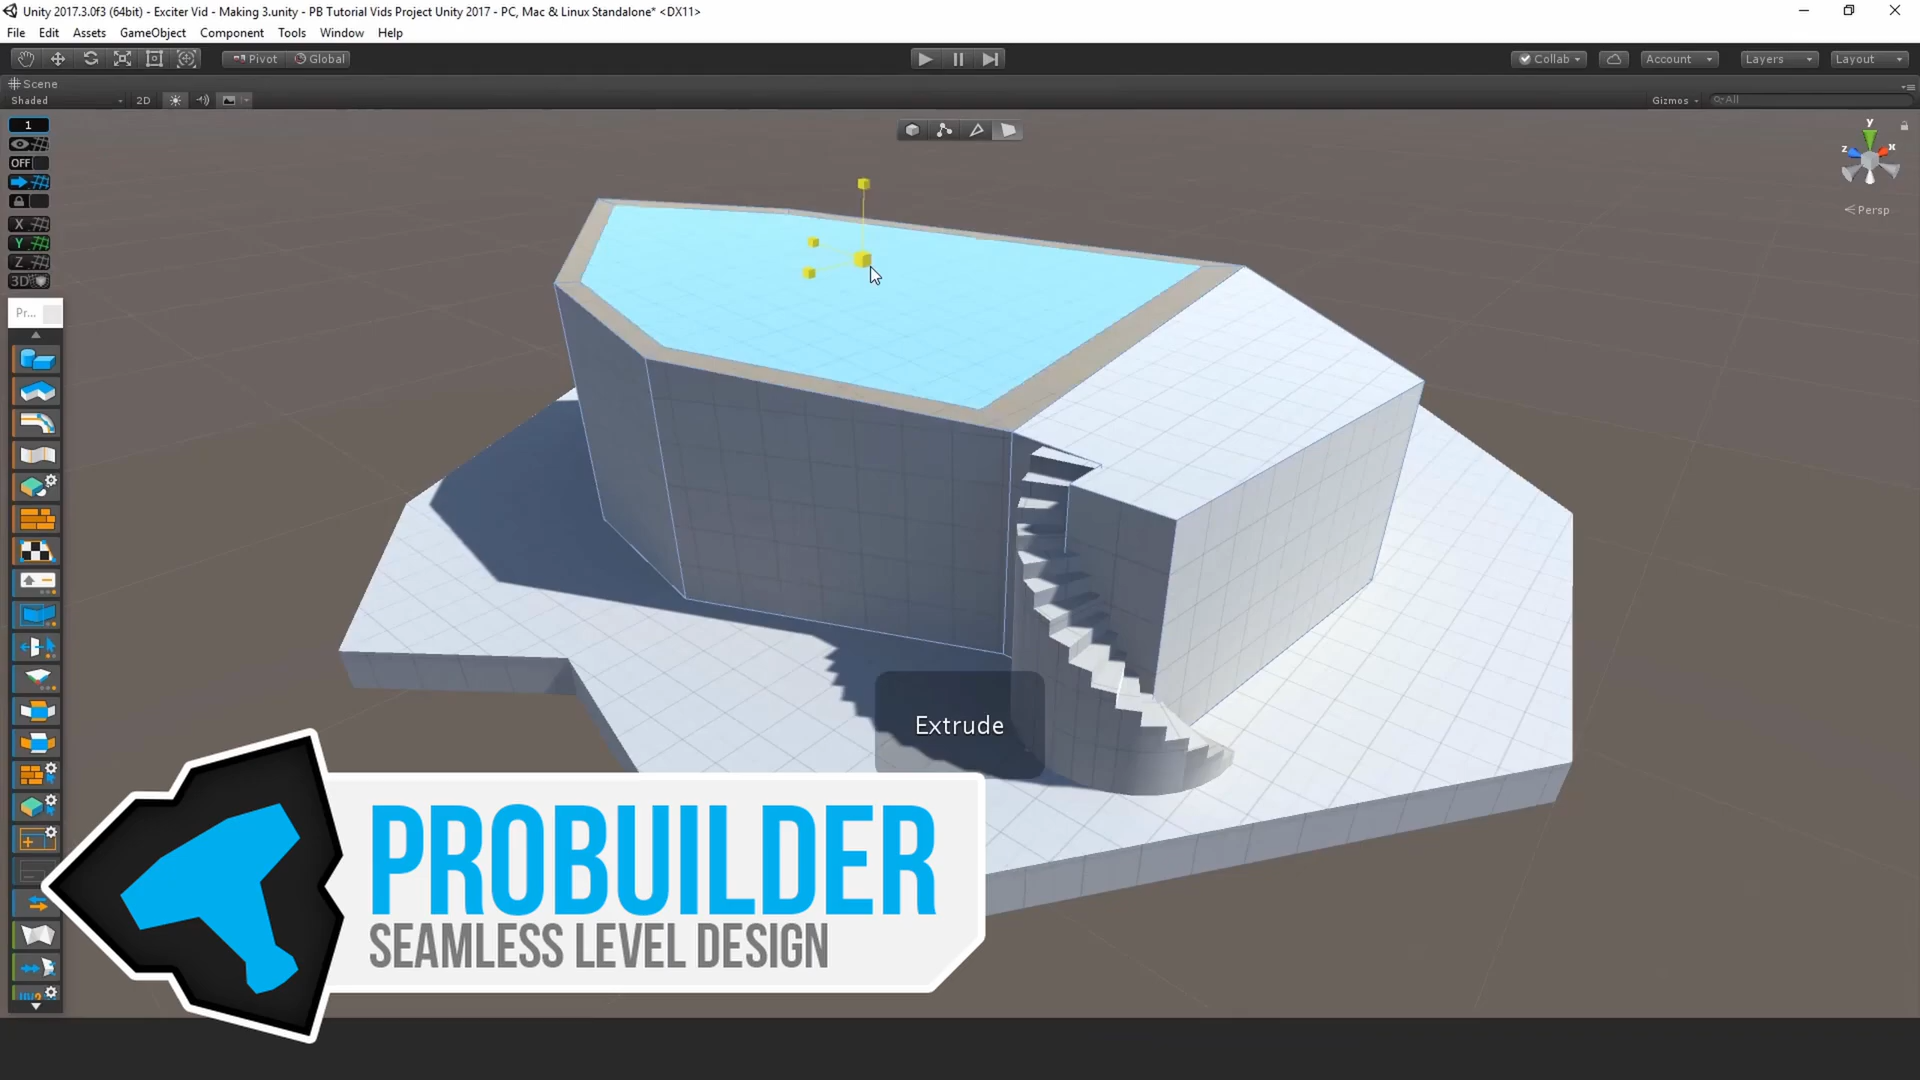 Unity 2017.3.0f3 (64bit) - Exciter Vid - Making 3.unity - PB Tutorial Vids Project Unity 2017 - PC, Mac & Linux Standalone* <DX11>
File Edit Assets GameObject Component Tools Window Help
Pivot Global Collab Account Layers Layout
Scene
Shaded 2D Gizmos All
1
OFF
X
Y
Z
3D
y
z x
Persp
Pr...
Extrude
PROBUILDER
SEAMLESS LEVEL DESIGN